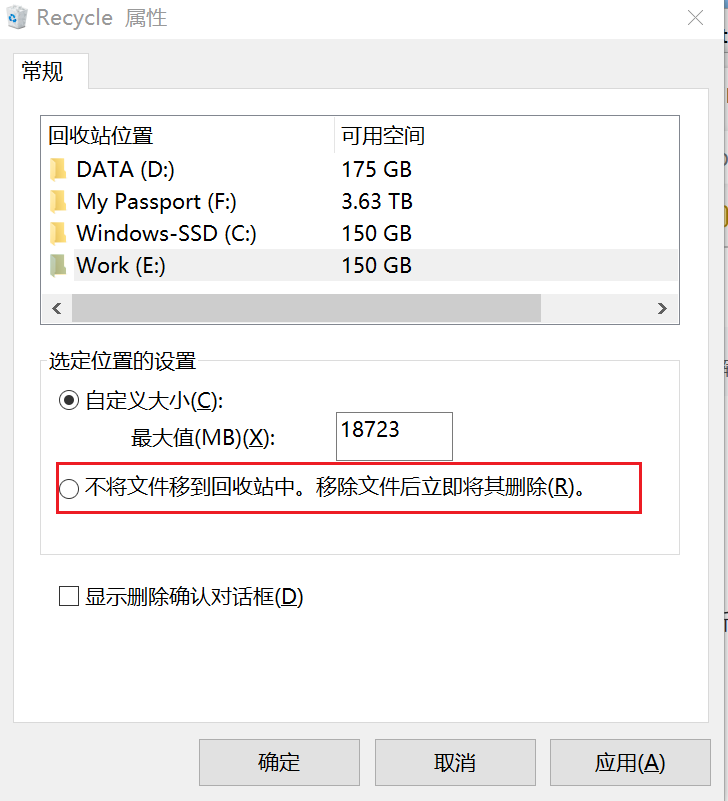 Recycle 属性
常规
回收站位置 可用空间
DATA (D:) 175 GB
My Passport (F:) 3.63 TB
Windows-SSD (C:) 150 GB
Work (E:) 150 GB
选定位置的设置
自定义大小(C):
最大值(MB)(X): 18723
不将文件移到回收站中。移除文件后立即将其删除(R)。
显示删除确认对话框(D)
确定 取消 应用(A)